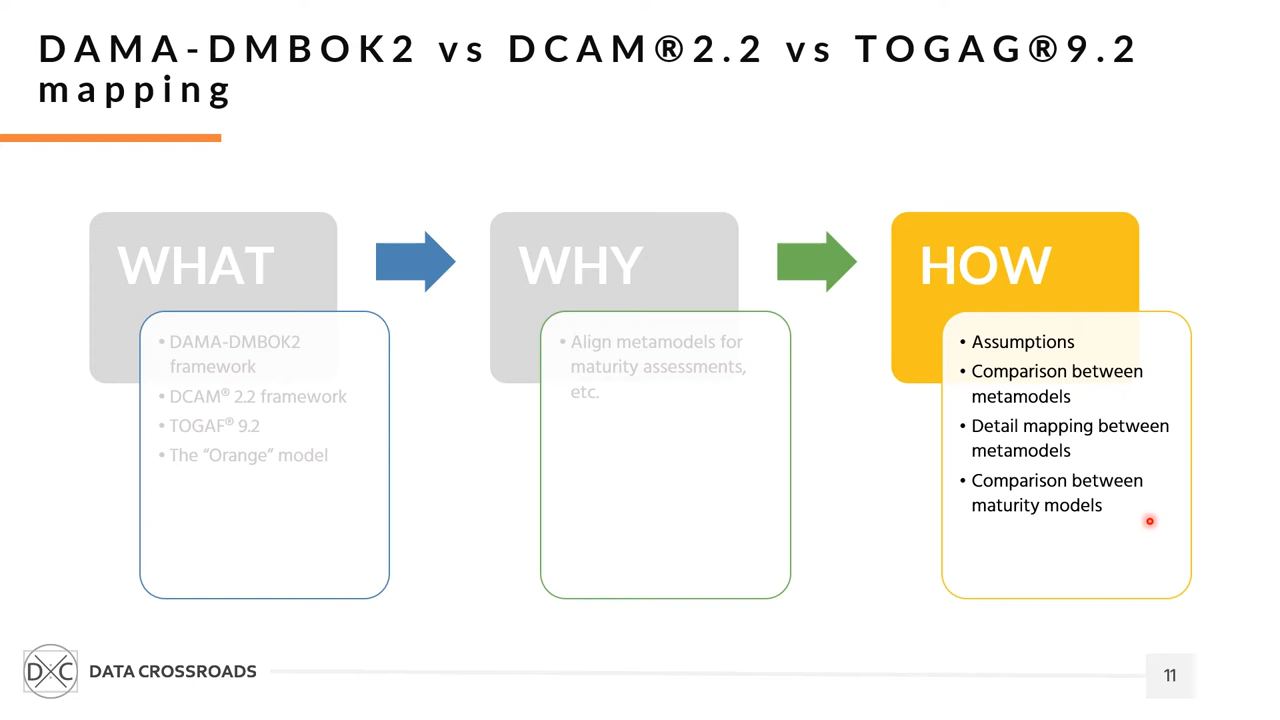 DAMA-DMBOK2 vs DCAM®2.2 vs TOGAG®9.2
mapping
WHAT
• DAMA-DMBOK2
framework
• DCAM® 2.2 framework
• TOGAF® 9.2
• The “Orange” model
WHY
• Align metamodels for
maturity assessments,
etc.
HOW
• Assumptions
• Comparison between
metamodels
• Detail mapping between
metamodels
• Comparison between
maturity models
DXC DATA CROSSROADS
11